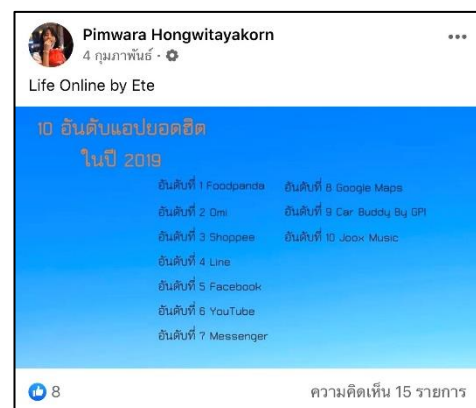 Pimwara Hongwitayakorn
4 กุมภาพันธ์ ·
Life Online by Ete
10 อันดับแอปยอดฮิต
ในปี 2019
อันดับที่ 1 Foodpanda
อันดับที่ 2 Omi
อันดับที่ 3 Shoppee
อันดับที่ 4 Line
อันดับที่ 5 Facebook
อันดับที่ 6 YouTube
อันดับที่ 7 Messenger
อันดับที่ 8 Google Maps
อันดับที่ 9 Car Buddy By GPI
อันดับที่ 10 Joox Music
8
ความคิดเห็น 15 รายการ